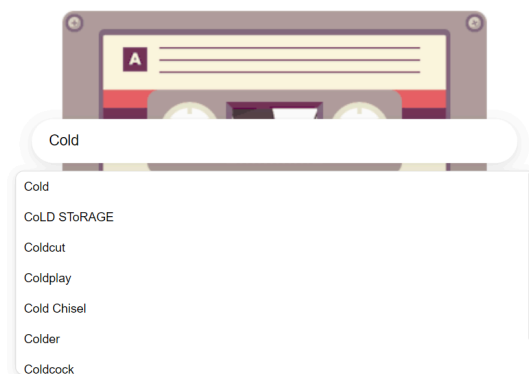 A
Cold
Cold
CoLD SToRAGE
Coldcut
Coldplay
Cold Chisel
Colder
Coldcock